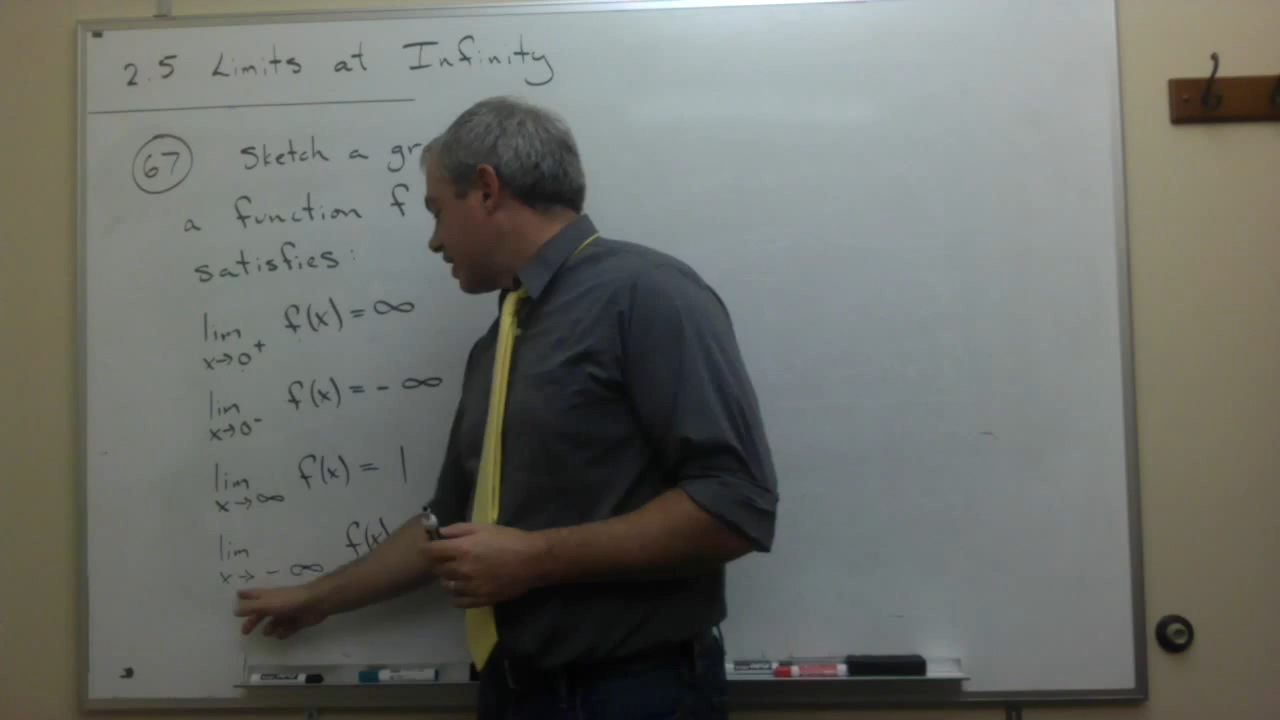 2.5 Limits at Infinity
67 Sketch a gr
a function f
satisfies:
lim f(x) = ∞
x→0⁺
lim f(x) = - ∞
x→0⁻
lim f(x) = 1
x→∞
lim f(x)
x→ - ∞